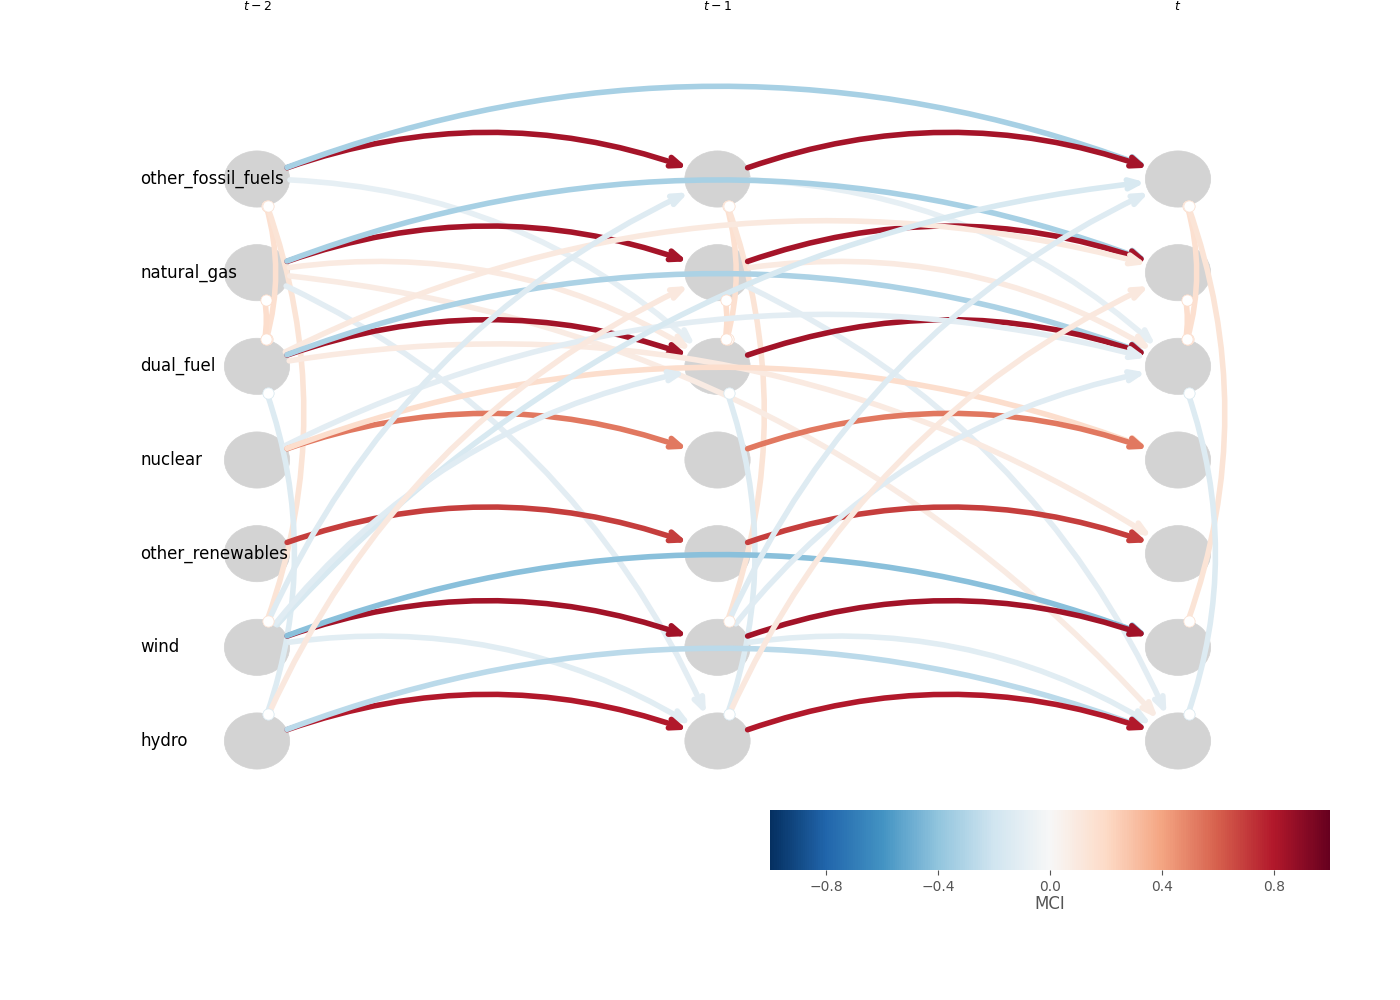 t − 2 t − 1 t
other_fossil_fuels
natural_gas
dual_fuel
nuclear
other_renewables
wind
hydro
−0.8 −0.4 0.0 0.4 0.8
MCI